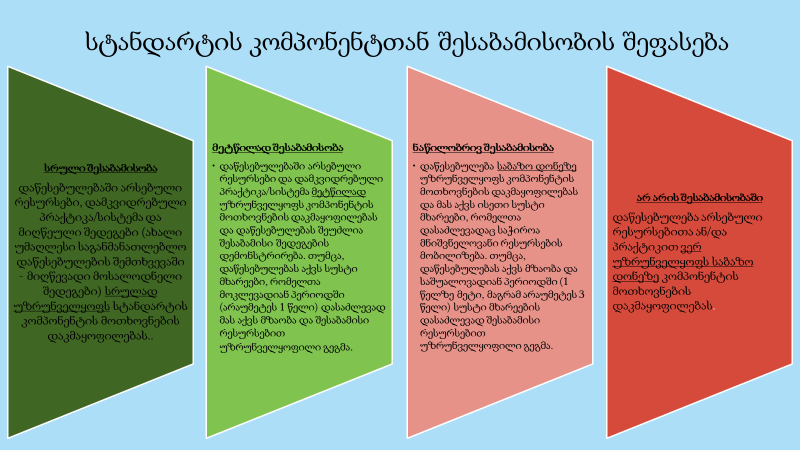 სტანდარტის კომპონენტთან შესაბამისობის შეფასება
სრული შესაბამისობა
დაწესებულებაში არსებული
რესურსები, დამკვიდრებული
პრაქტიკა/სისტემა და
მიღწეული შედეგები (ახალი
უმაღლესი საგანმანათლებლო
დაწესებულების შემთხვევაში
- მიღწევადი მოსალოდნელი
შედეგები) სრულად
უზრუნველყოფს სტანდარტის
კომპონენტის მოთხოვნების
დაკმაყოფილებას..
მეტწილად შესაბამისობა
• დაწესებულებაში არსებული
რესურსები და დამკვიდრებული
პრაქტიკა/სისტემა მეტწილად
უზრუნველყოფს კომპონენტის
მოთხოვნების დაკმაყოფილებას
და დაწესებულებას შეუძლია
შესაბამისი შედეგების
დემონსტრირება. თუმცა,
დაწესებულებას აქვს სუსტი
მხარეები, რომელთა
მოკლევადიან პერიოდში
(არაუმეტეს 1 წელი) დასაძლევად
მას აქვს მზაობა და შესაბამისი
რესურსებით
უზრუნველყოფილი გეგმა.
ნაწილობრივ შესაბამისობა
• დაწესებულება საბაზო დონეზე
უზრუნველყოფს კომპონენტის
მოთხოვნების დაკმაყოფილებას
და მას აქვს ისეთი სუსტი
მხარეები, რომელთა
დასაძლევადაც საჭიროა
მნიშვნელოვანი რესურსების
მობილიზება. თუმცა,
დაწესებულებას აქვს მზაობა და
საშუალოვადიან პერიოდში (1
წელზე მეტი, მაგრამ არაუმეტეს 3
წელი) სუსტი მხარეების
დასაძლევად შესაბამისი
რესურსებით
უზრუნველყოფილი გეგმა.
არ არის შესაბამისობაში
დაწესებულება არსებული
რესურსებითა ან/და
პრაქტიკით ვერ
უზრუნველყოფს საბაზო
დონეზე კომპონენტის
მოთხოვნების
დაკმაყოფილებას.